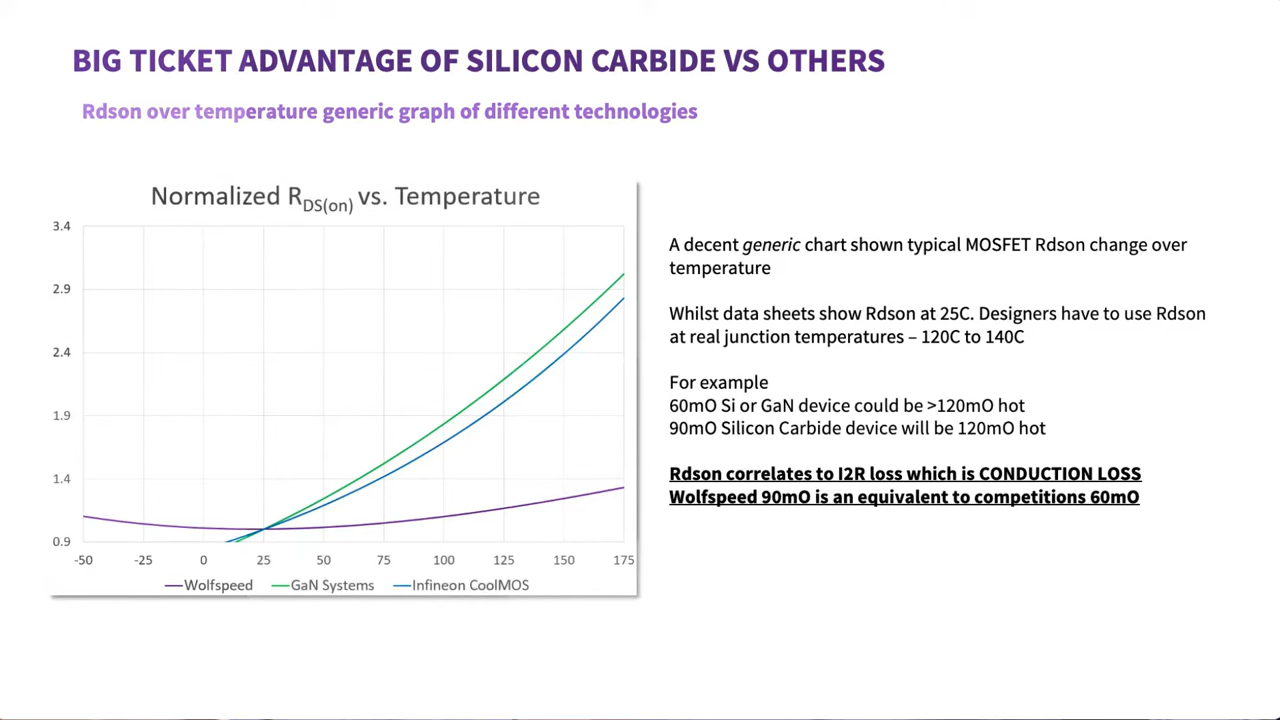 BIG TICKET ADVANTAGE OF SILICON CARBIDE VS OTHERS
Rdson over temperature generic graph of different technologies
Normalized RDS(on) vs. Temperature
3.4
2.9
2.4
1.9
1.4
0.9
-50 -25 0 25 50 75 100 125 150 175
Wolfspeed GaN Systems Infineon CoolMOS
A decent generic chart shown typical MOSFET Rdson change over
temperature
Whilst data sheets show Rdson at 25C. Designers have to use Rdson
at real junction temperatures – 120C to 140C
For example
60mO Si or GaN device could be >120mO hot
90mO Silicon Carbide device will be 120mO hot
Rdson correlates to I2R loss which is CONDUCTION LOSS
Wolfspeed 90mO is an equivalent to competitions 60mO